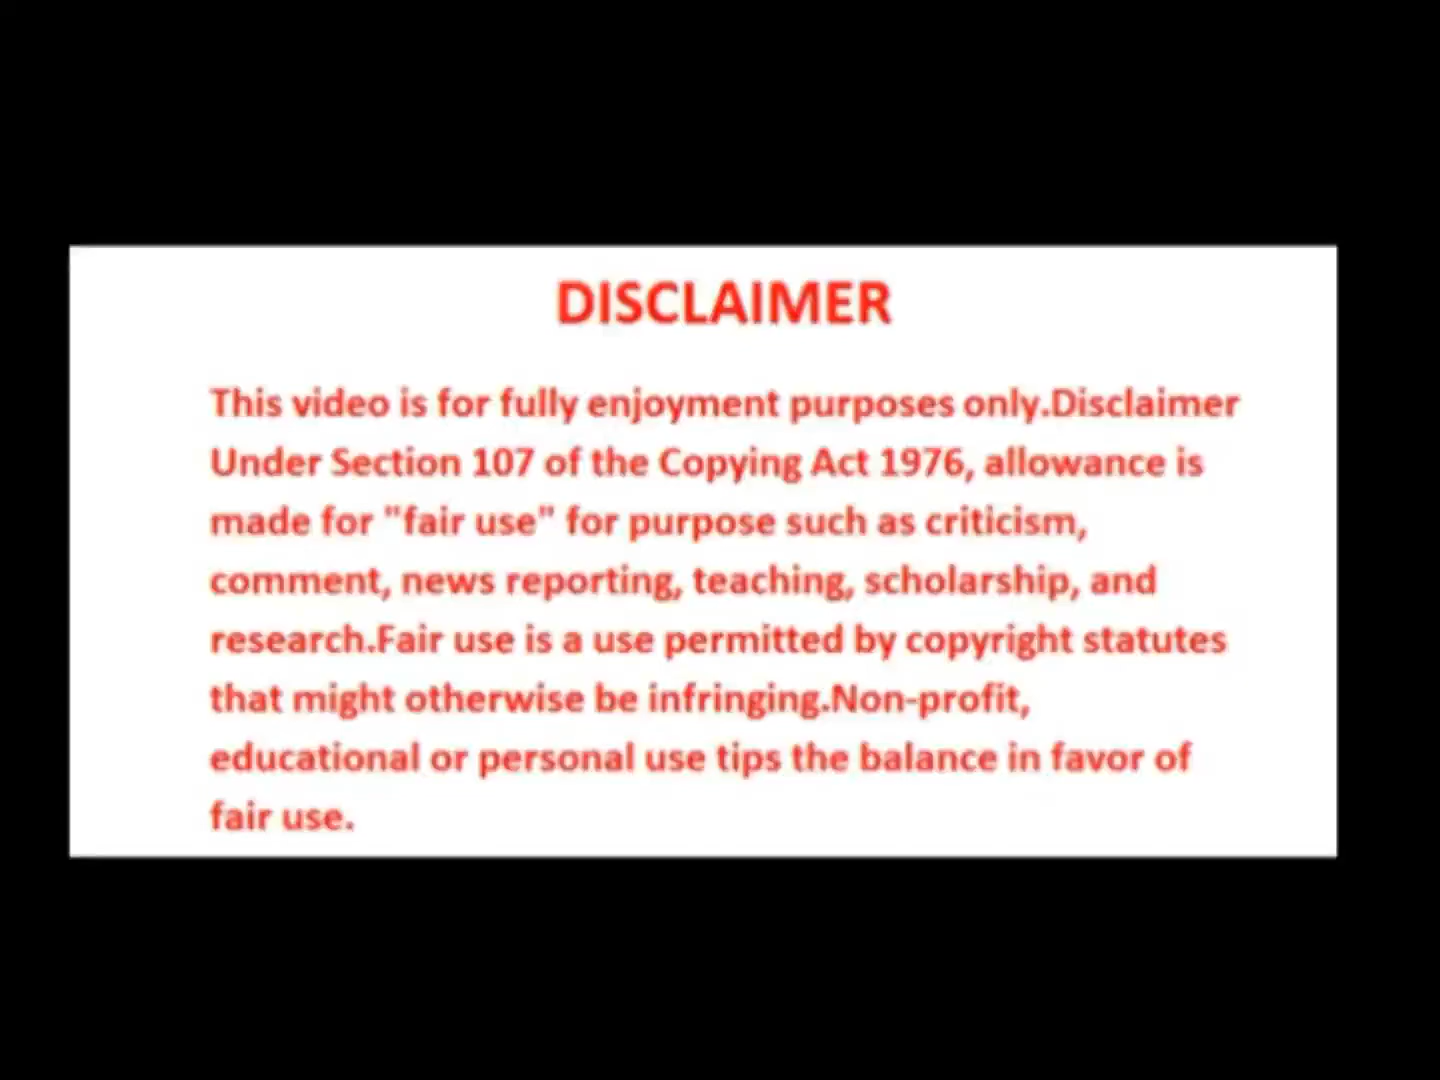 DISCLAIMER
This video is for fully enjoyment purposes only.Disclaimer
Under Section 107 of the Copying Act 1976, allowance is
made for "fair use" for purpose such as criticism,
comment, news reporting, teaching, scholarship, and
research.Fair use is a use permitted by copyright statutes
that might otherwise be infringing.Non-profit,
educational or personal use tips the balance in favor of
fair use.